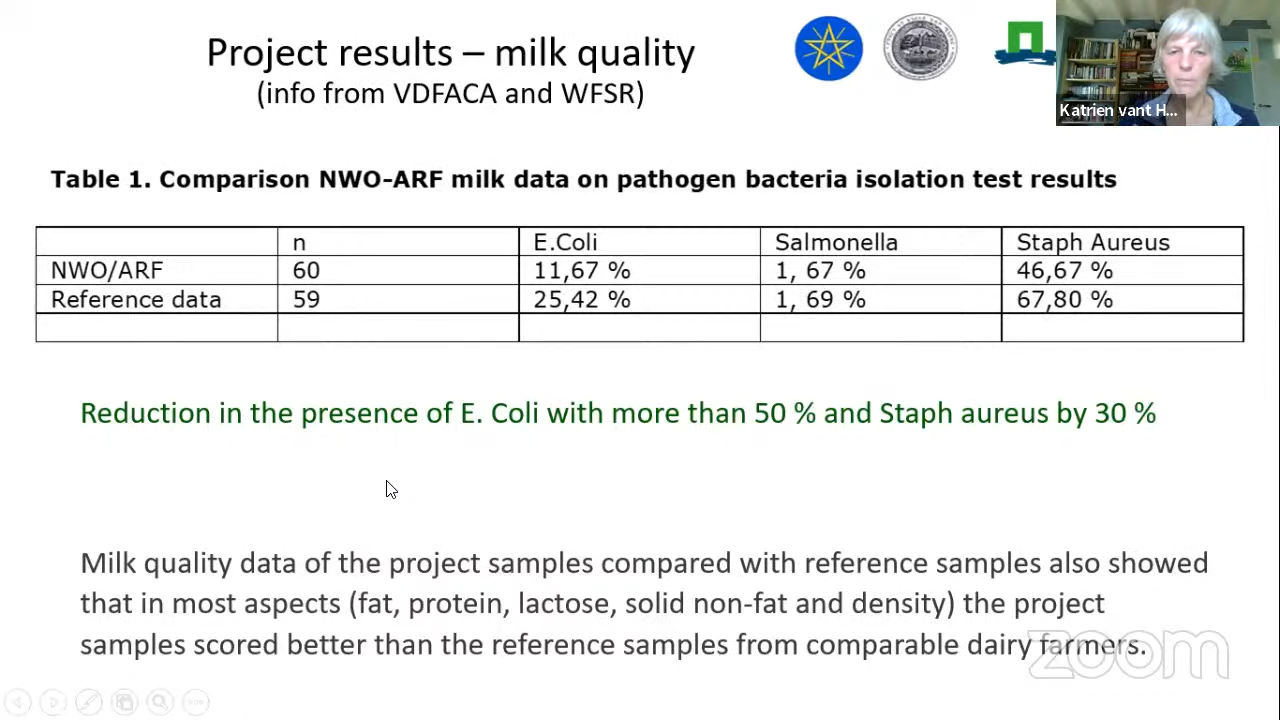 Project results – milk quality
(info from VDFACA and WFSR)
Katrien vant H...
Table 1. Comparison NWO-ARF milk data on pathogen bacteria isolation test results
n E.Coli Salmonella Staph Aureus
NWO/ARF 60 11,67 % 1, 67 % 46,67 %
Reference data 59 25,42 % 1, 69 % 67,80 %
Reduction in the presence of E. Coli with more than 50 % and Staph aureus by 30 %
Milk quality data of the project samples compared with reference samples also showed
that in most aspects (fat, protein, lactose, solid non-fat and density) the project
samples scored better than the reference samples from comparable dairy farmers.
zoom